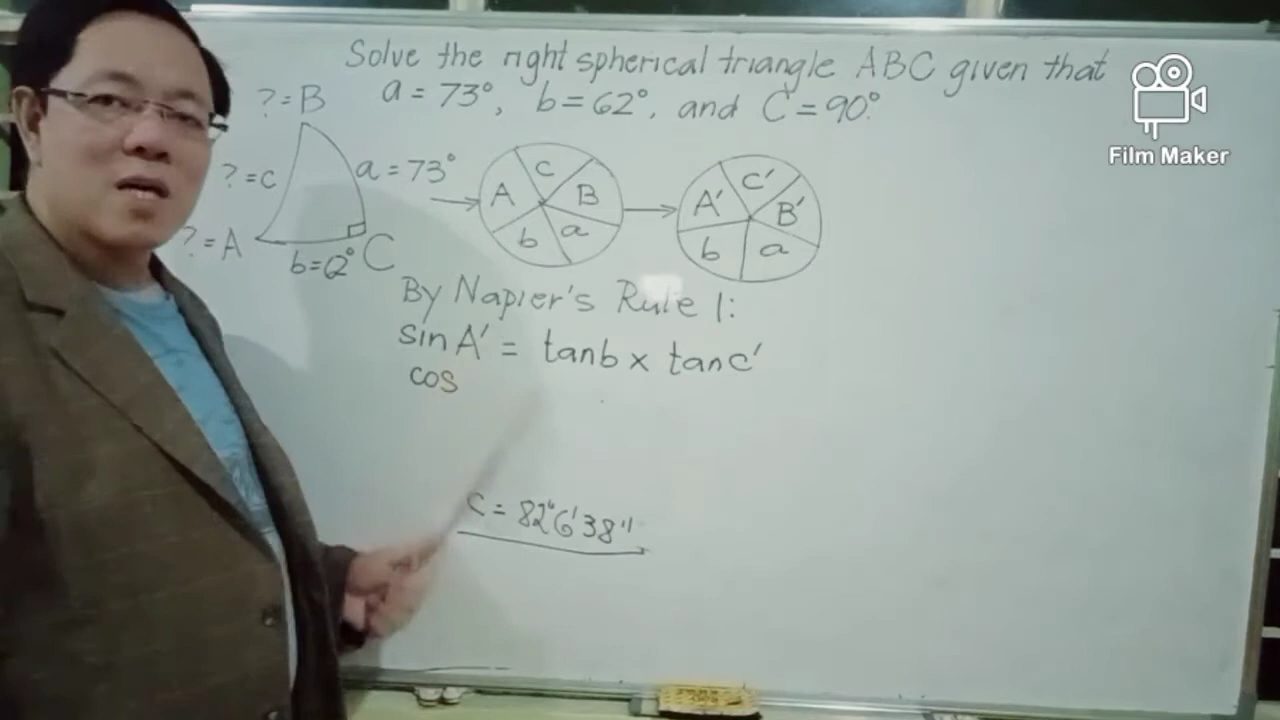 Solve the right spherical triangle ABC given that
a = 73°, b = 62°, and C = 90°.
Film Maker
? = B
? = c
a = 73°
? = A
b = 62°
C
A
c
B
b
a
A'
c'
B'
b
a
By Napier's Rule 1:
sin A' = tan b x tan c'
cos
c = 82°6'38"